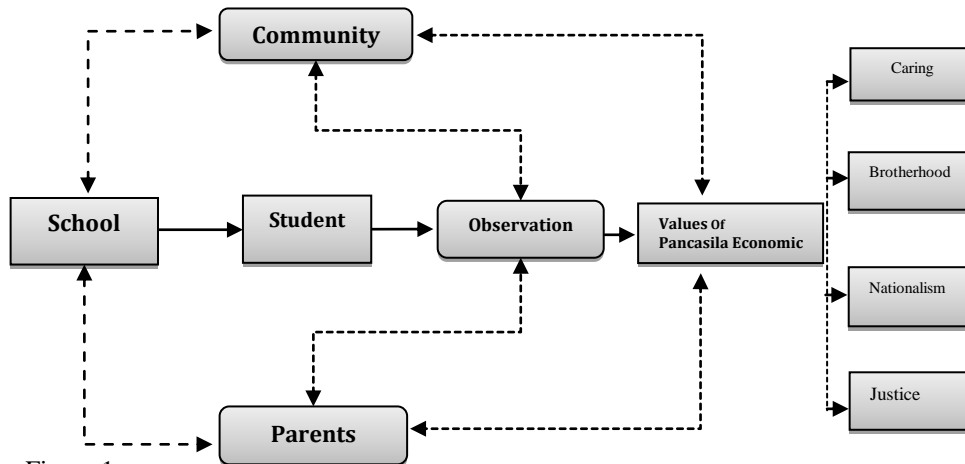 Community
Caring
Brotherhood
School
Student
Observation
Values Of
Pancasila Economic
Nationalism
Justice
Parents